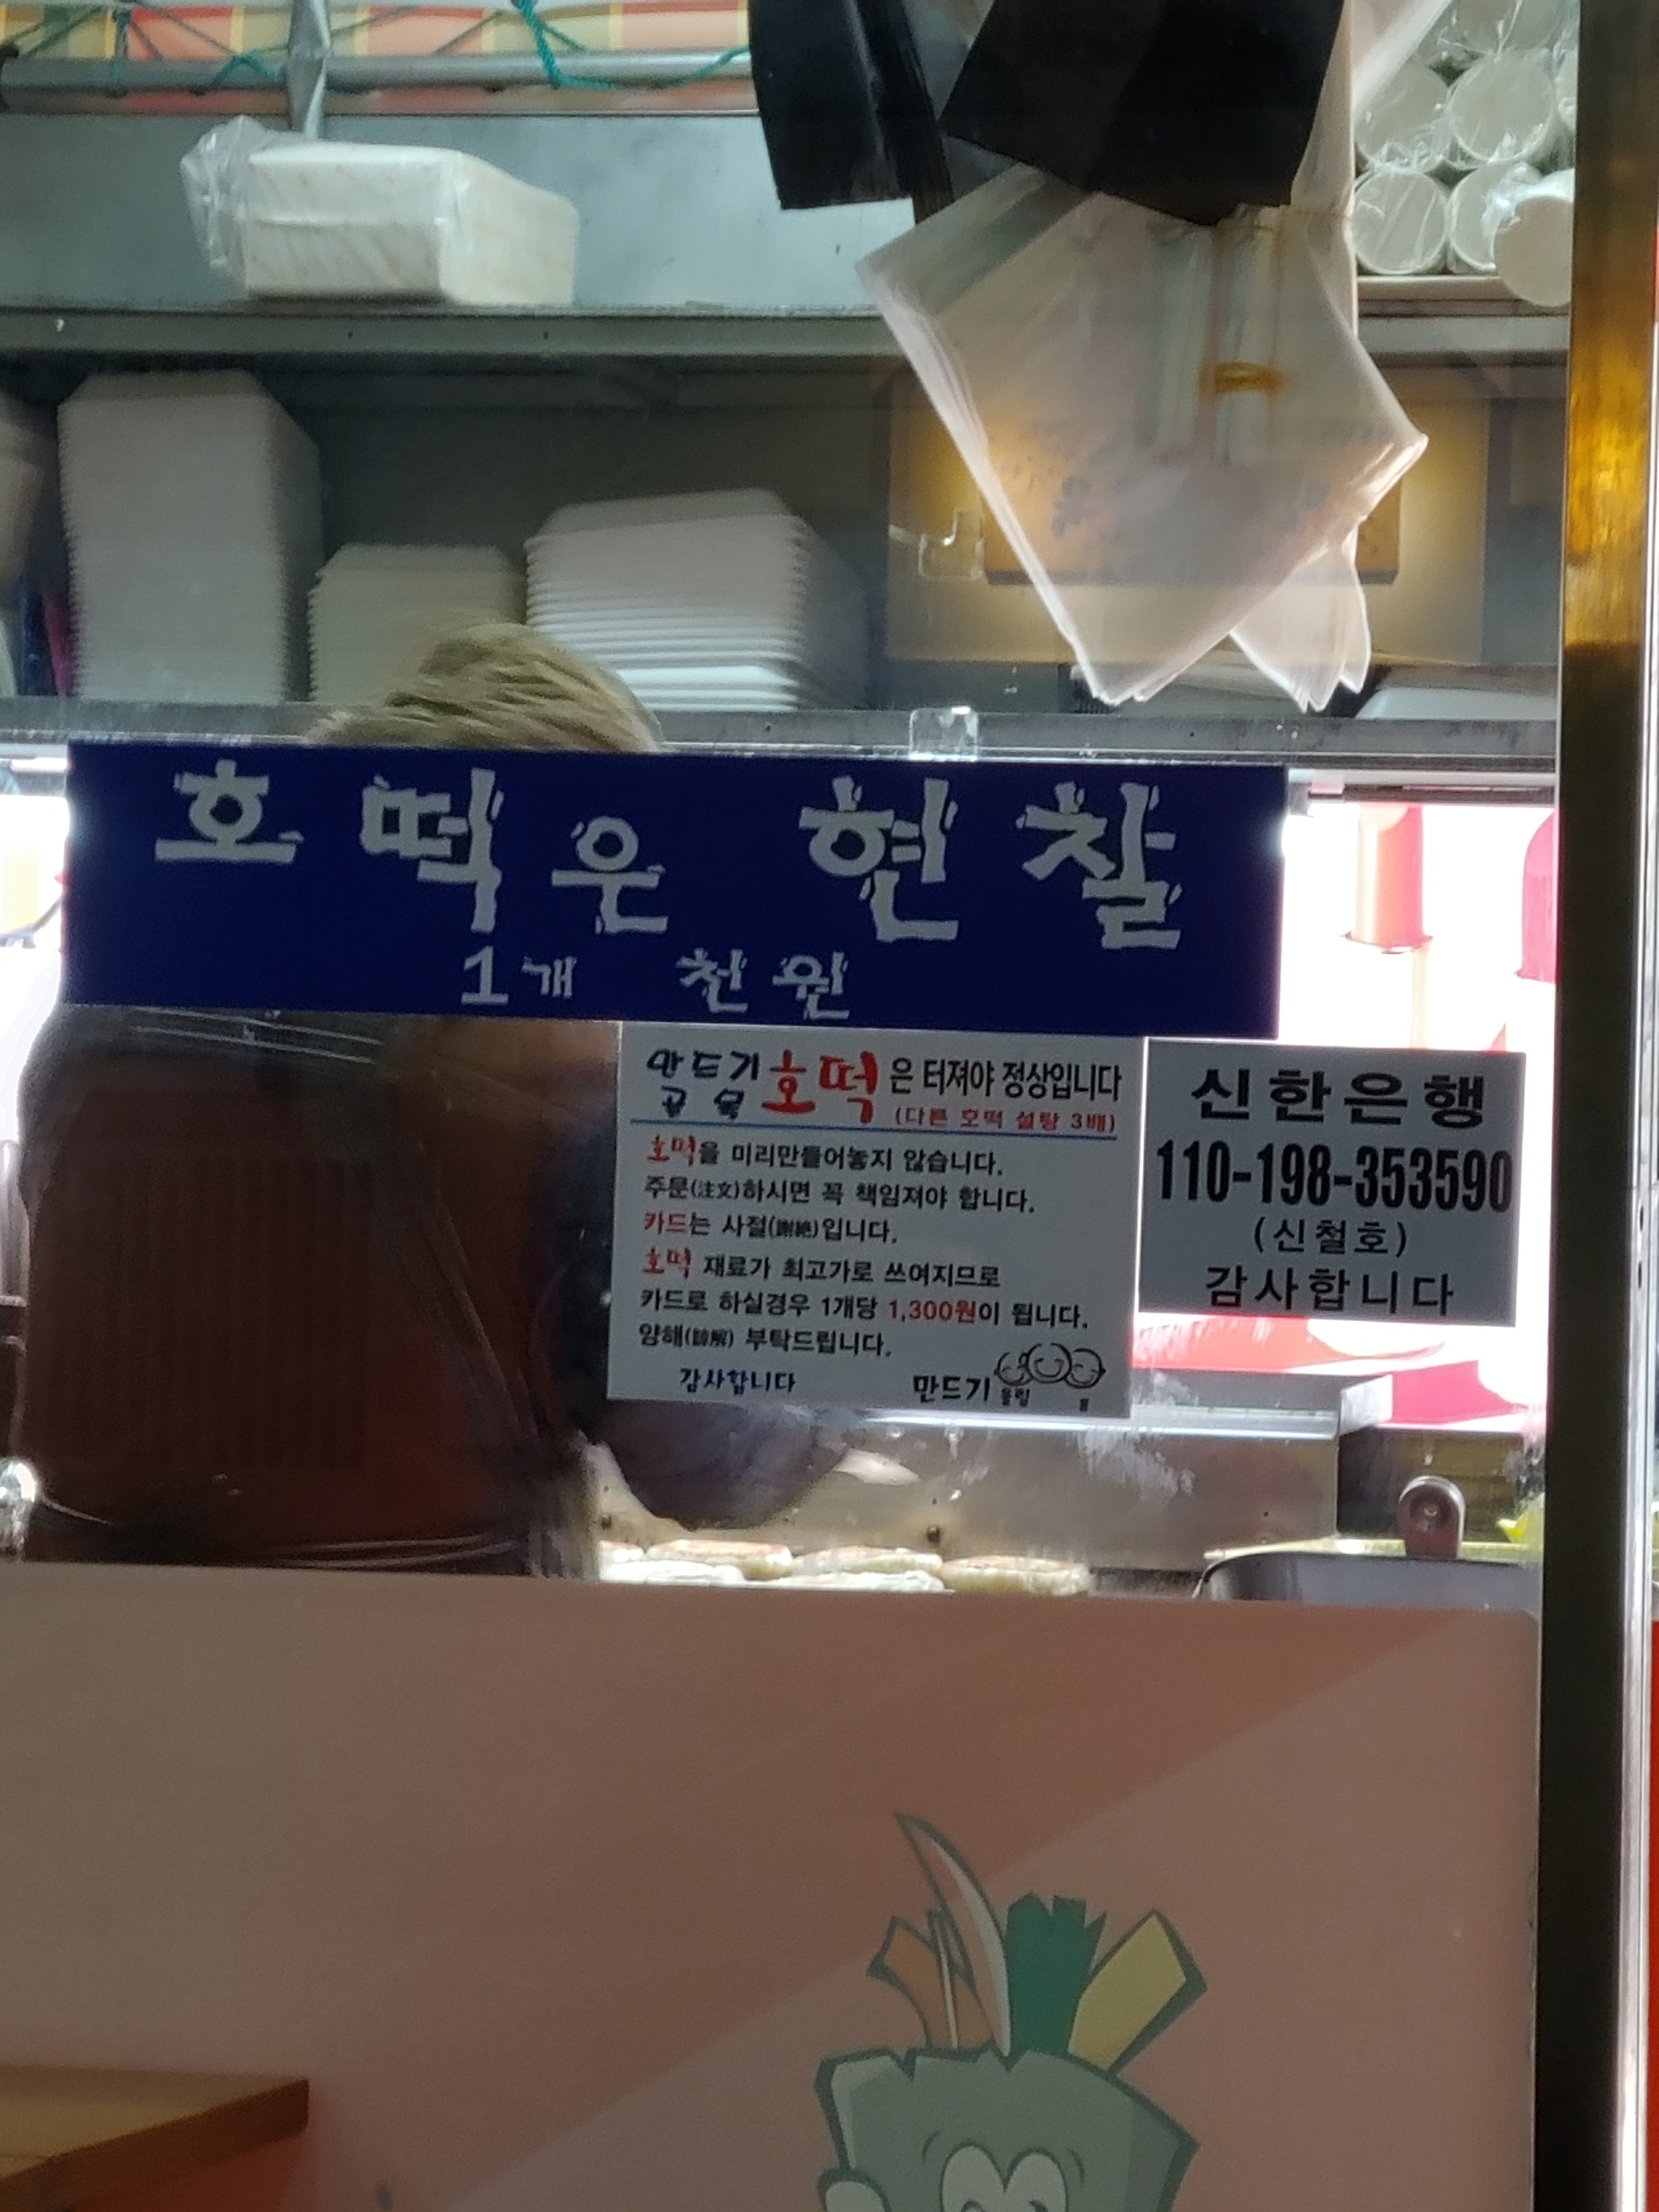 호떡은 현찰
1개 천원
만드기 호떡은 터져야 정상입니다
(다른 호떡 설탕 3배)
호떡을 미리만들어놓지 않습니다.
주문(注文)하시면 꼭 책임져야 합니다.
카드는 사절(謝絶)입니다.
호떡 재료가 최고가로 쓰여지므로
카드로 하실경우 1개당 1,300원이 됩니다.
양해(諒解) 부탁드립니다.
감사합니다 만드기
신한은행
110-198-353590
(신철호)
감사합니다